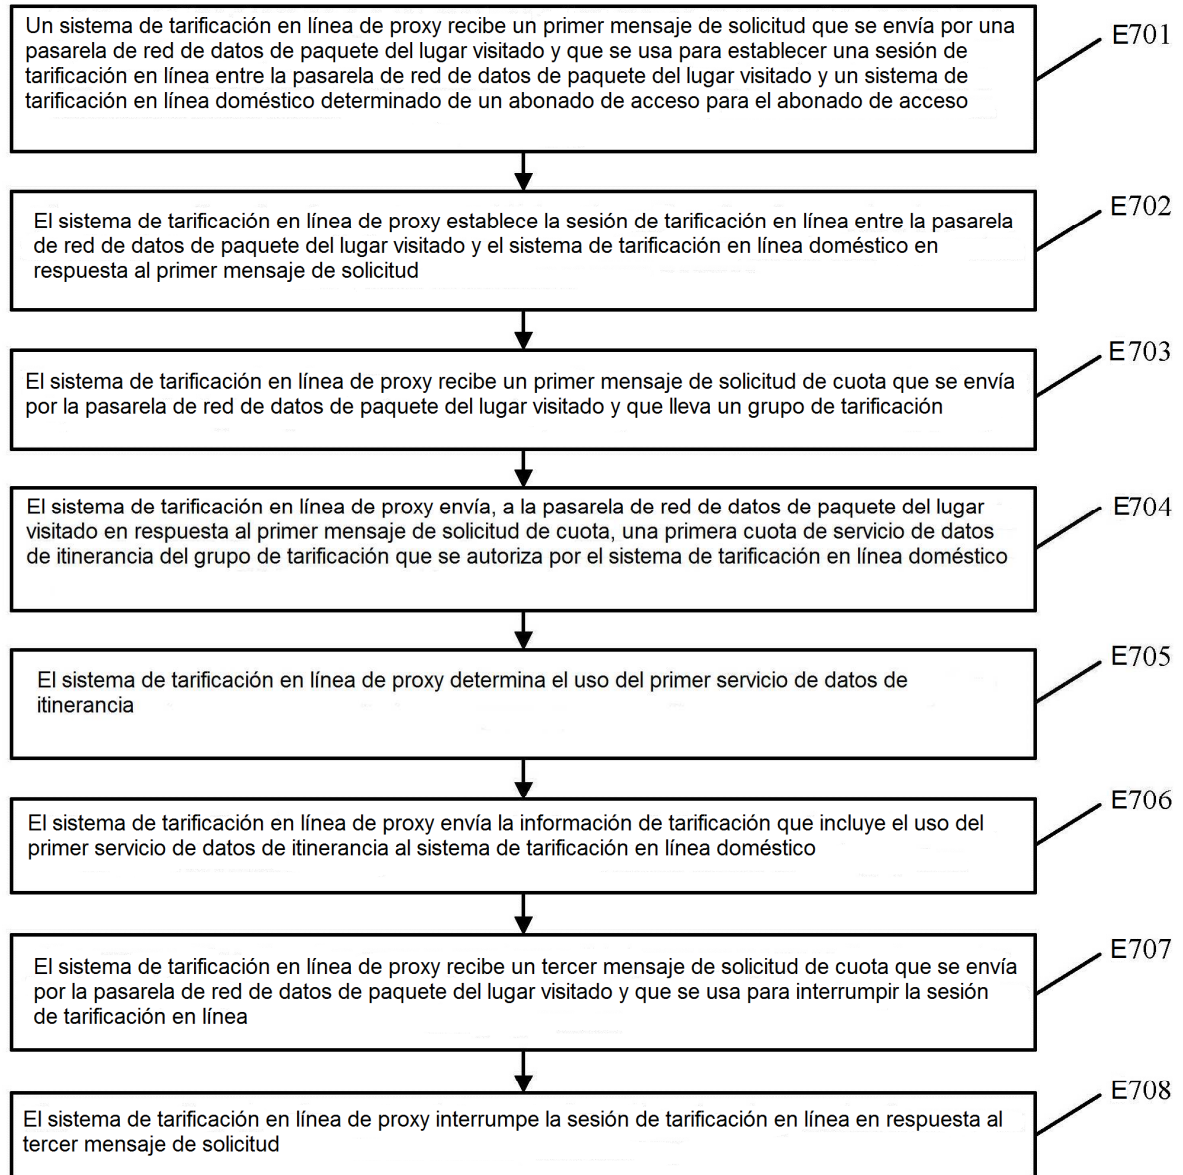 Un sistema de tarificación en línea de proxy recibe un primer mensaje de solicitud que se envía por una
pasarela de red de datos de paquete del lugar visitado y que se usa para establecer una sesión de
tarificación en línea entre la pasarela de red de datos de paquete del lugar visitado y un sistema de
tarificación en línea doméstico determinado de un abonado de acceso para el abonado de acceso
E701
El sistema de tarificación en línea de proxy establece la sesión de tarificación en línea entre la pasarela
de red de datos de paquete del lugar visitado y el sistema de tarificación en línea doméstico en
respuesta al primer mensaje de solicitud
E702
El sistema de tarificación en línea de proxy recibe un primer mensaje de solicitud de cuota que se envía
por la pasarela de red de datos de paquete del lugar visitado y que lleva un grupo de tarificación
E703
El sistema de tarificación en línea de proxy envía, a la pasarela de red de datos de paquete del lugar
visitado en respuesta al primer mensaje de solicitud de cuota, una primera cuota de servicio de datos
de itinerancia del grupo de tarificación que se autoriza por el sistema de tarificación en línea doméstico
E704
El sistema de tarificación en línea de proxy determina el uso del primer servicio de datos de
itinerancia
E705
El sistema de tarificación en línea de proxy envía la información de tarificación que incluye el uso del
primer servicio de datos de itinerancia al sistema de tarificación en línea doméstico
E706
El sistema de tarificación en línea de proxy recibe un tercer mensaje de solicitud de cuota que se envía
por la pasarela de red de datos de paquete del lugar visitado y que se usa para interrumpir la sesión
de tarificación en línea
E707
El sistema de tarificación en línea de proxy interrumpe la sesión de tarificación en línea en respuesta al
tercer mensaje de solicitud
E708